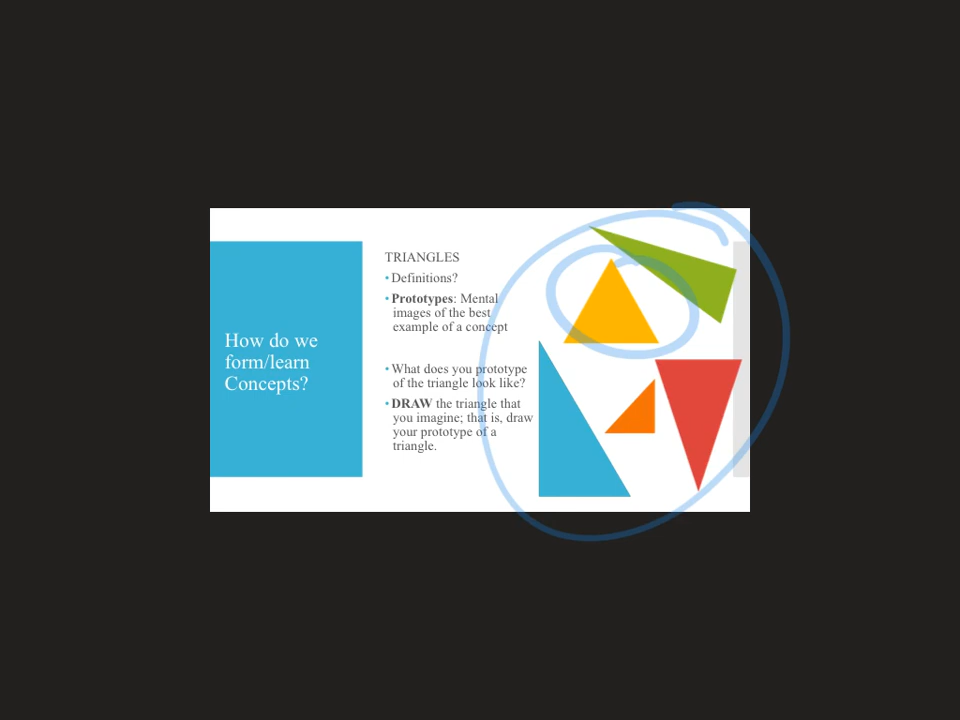 How do we
form/learn
Concepts?
TRIANGLES
• Definitions?
• Prototypes: Mental
images of the best
example of a concept
• What does you prototype
of the triangle look like?
• DRAW the triangle that
you imagine; that is, draw
your prototype of a
triangle.